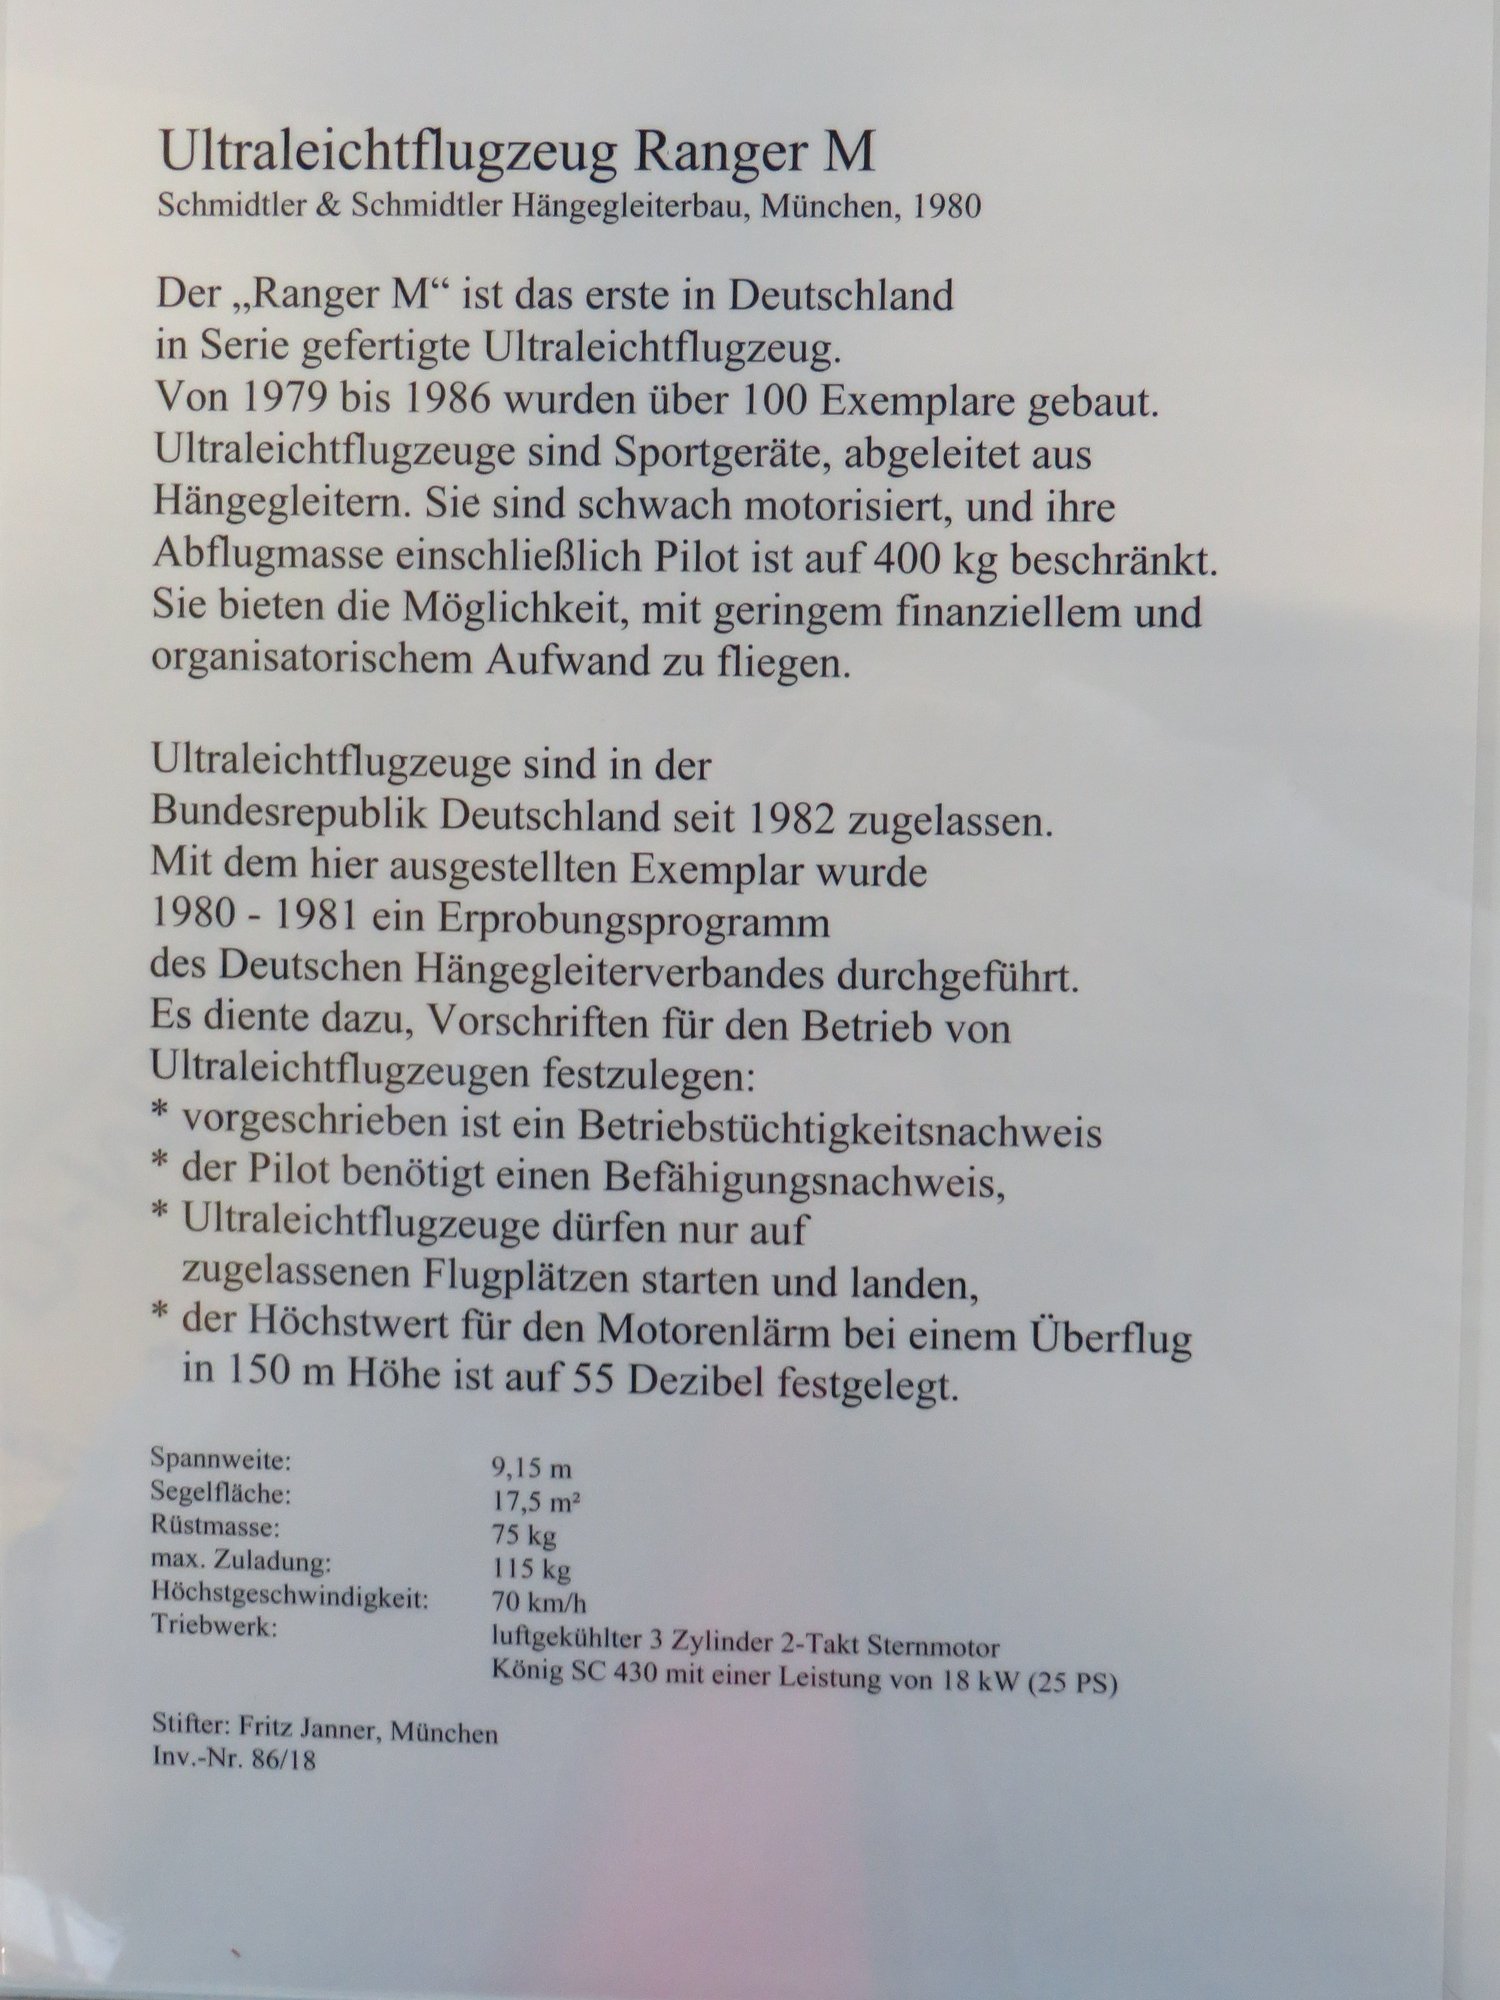 Ultraleichtflugzeug Ranger M
Schmidtler & Schmidtler Hängegleiterbau, München, 1980
Der „Ranger M“ ist das erste in Deutschland
in Serie gefertigte Ultraleichtflugzeug.
Von 1979 bis 1986 wurden über 100 Exemplare gebaut.
Ultraleichtflugzeuge sind Sportgeräte, abgeleitet aus
Hängegleitern. Sie sind schwach motorisiert, und ihre
Abflugmasse einschließlich Pilot ist auf 400 kg beschränkt.
Sie bieten die Möglichkeit, mit geringem finanziellem und
organisatorischem Aufwand zu fliegen.
Ultraleichtflugzeuge sind in der
Bundesrepublik Deutschland seit 1982 zugelassen.
Mit dem hier ausgestellten Exemplar wurde
1980 - 1981 ein Erprobungsprogramm
des Deutschen Hängegleiterverbandes durchgeführt.
Es diente dazu, Vorschriften für den Betrieb von
Ultraleichtflugzeugen festzulegen:
* vorgeschrieben ist ein Betriebstüchtigkeitsnachweis
* der Pilot benötigt einen Befähigungsnachweis,
* Ultraleichtflugzeuge dürfen nur auf
zugelassenen Flugplätzen starten und landen,
* der Höchstwert für den Motorenlärm bei einem Überflug
in 150 m Höhe ist auf 55 Dezibel festgelegt.
Spannweite: 9,15 m
Segelfläche: 17,5 m²
Rüstmasse: 75 kg
max. Zuladung: 115 kg
Höchstgeschwindigkeit: 70 km/h
Triebwerk: luftgekühlter 3 Zylinder 2-Takt Sternmotor
König SC 430 mit einer Leistung von 18 kW (25 PS)
Stifter: Fritz Janner, München
Inv.-Nr. 86/18